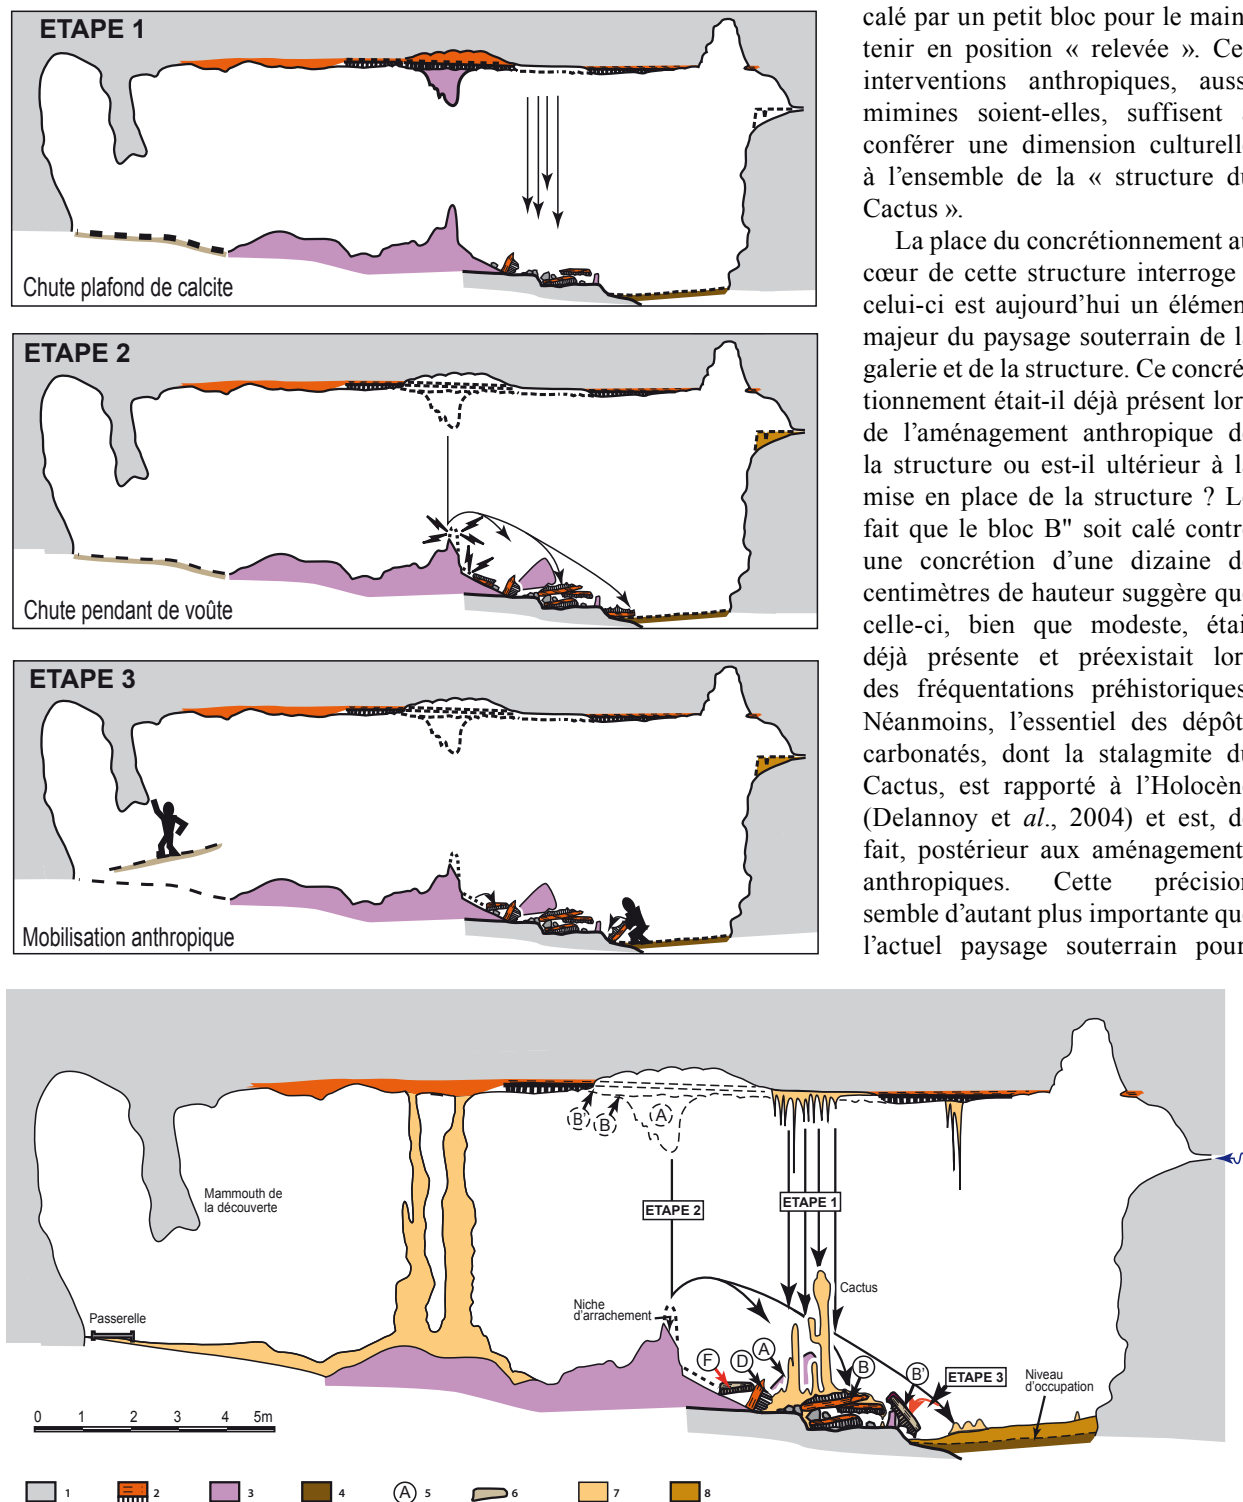 ETAPE 1
Chute plafond de calcite
ETAPE 2
Chute pendant de voûte
ETAPE 3
Mobilisation anthropique
calé par un petit bloc pour le main
tenir en position « relevée ». Ce
interventions anthropiques, auss
mimines soient-elles, suffisent
conférer une dimension culturell
à l’ensemble de la « structure du
Cactus ».
La place du concrétionnement au
cœur de cette structure interroge
celui-ci est aujourd’hui un élémen
majeur du paysage souterrain de l
galerie et de la structure. Ce concré
tionnement était-il déjà présent lor
de l’aménagement anthropique d
la structure ou est-il ultérieur à l
mise en place de la structure ? L
fait que le bloc B" soit calé contr
une concrétion d’une dizaine d
centimètres de hauteur suggère qu
celle-ci, bien que modeste, étai
déjà présente et préexistait lor
des fréquentations préhistoriques
Néanmoins, l’essentiel des dépôt
carbonatés, dont la stalagmite du
Cactus, est rapporté à l’Holocèn
(Delannoy et al., 2004) et est, d
fait, postérieur aux aménagement
anthropiques. Cette précision
semble d’autant plus importante qu
l’actuel paysage souterrain pour
B' B A
Mammouth de
la découverte
ETAPE 2
ETAPE 1
Cactus
Passerelle
Niche
d’arrachement
F D A B B'
ETAPE 3
Niveau
d’occupation
0 1 2 3 4 5m
1 2 3 4 A 5 6 7 8